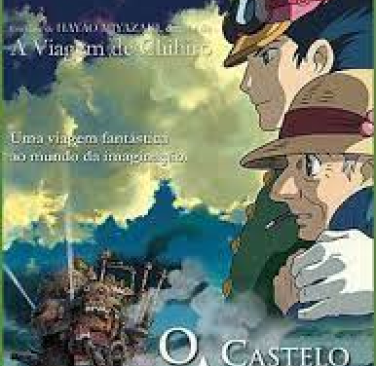 HAYAO MIYAZAKI,
A Viagem de Chihiro
Uma viagem fantástica
ao mundo da imaginação.
O CASTELO